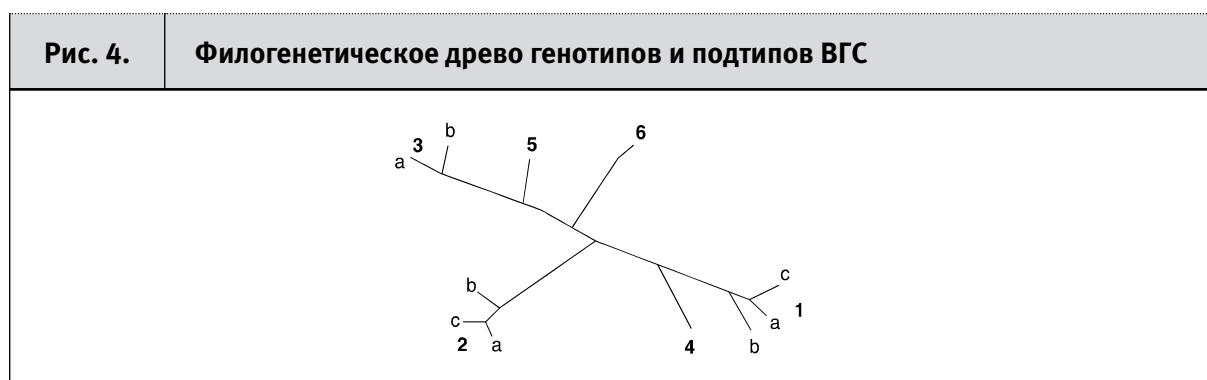 Рис. 4. Филогенетическое древо генотипов и подтипов ВГС
b 6
3 5
a
c
b
1
c a
2 a 4 b